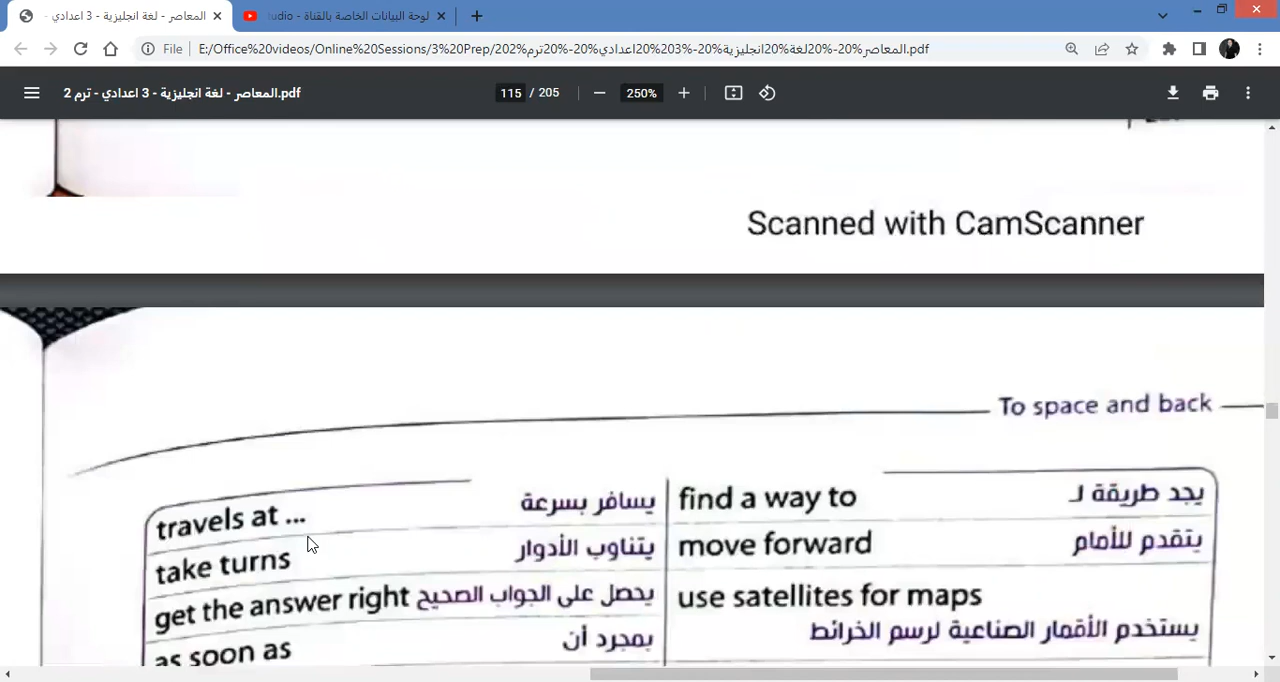 المعاصر - لغة انجليزية - 3 اعدادي
لوحة البيانات الخاصة بالقناة - tudio
File
E:/Office%20videos/Online%20Sessions/3%20Prep/المعاصر%20-%20لغة%20انجليزية%20-%203%20اعدادي%20-%20ترم%202.pdf
المعاصر - لغة انجليزية - 3 اعدادي - ترم 2.pdf
115 / 205
250%
Scanned with CamScanner
To space and back
travels at ... يسافر بسرعة
find a way to يجد طريقة لـ
take turns يتناوب الأدوار
move forward يتقدم للأمام
get the answer right يحصل على الجواب الصحيح
use satellites for maps
يستخدم الأقمار الصناعية لرسم الخرائط
as soon as بمجرد أن